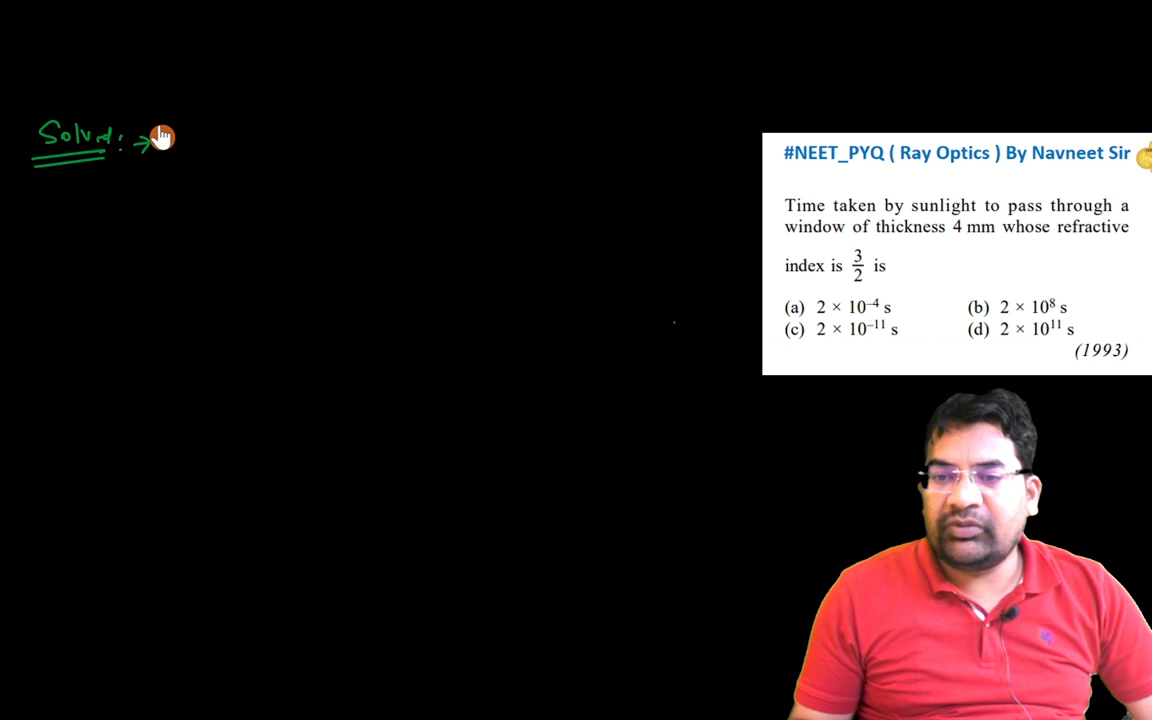 Solved: →
#NEET_PYQ ( Ray Optics ) By Navneet Sir
Time taken by sunlight to pass through a
window of thickness 4 mm whose refractive
index is 3/2 is
(a) 2 × 10⁻⁴ s (b) 2 × 10⁸ s
(c) 2 × 10⁻¹¹ s (d) 2 × 10¹¹ s
(1993)